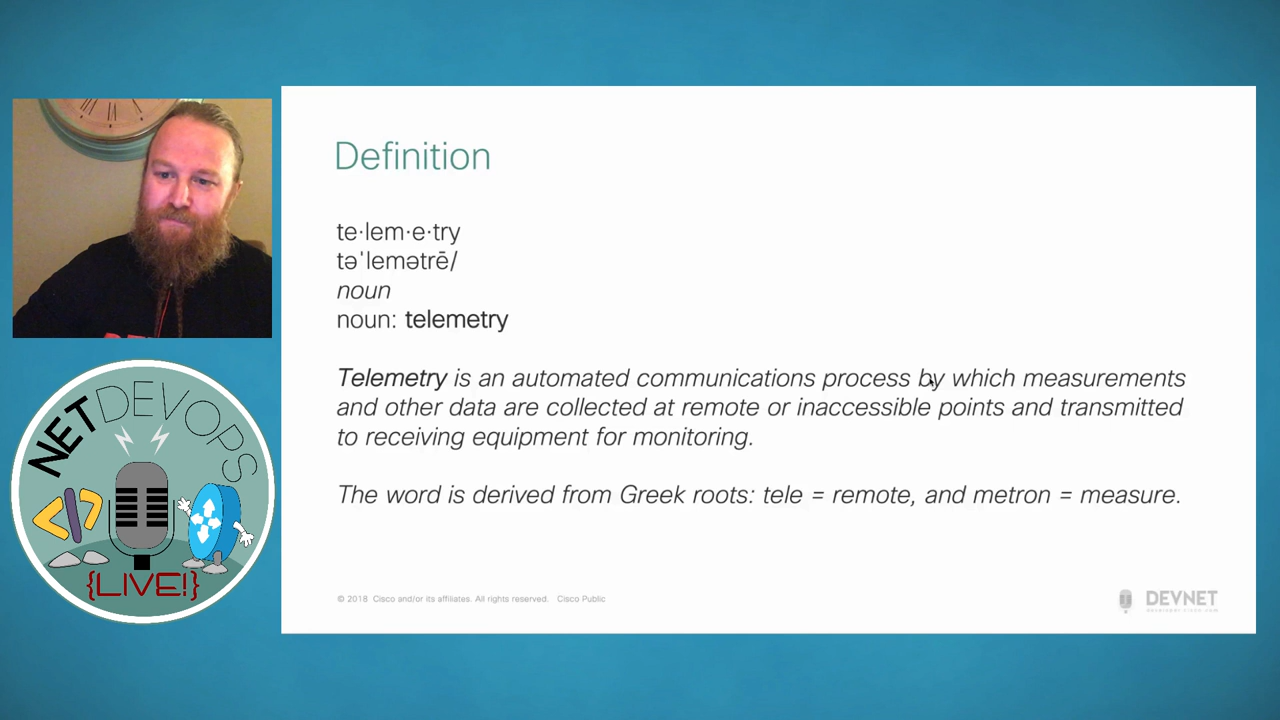 Definition
te·lem·e·try
təˈlemətrē/
noun
noun: telemetry
Telemetry is an automated communications process by which measurements
and other data are collected at remote or inaccessible points and transmitted
to receiving equipment for monitoring.
The word is derived from Greek roots: tele = remote, and metron = measure.
NETDEVOPS
{LIVE!}
© 2018 Cisco and/or its affiliates. All rights reserved. Cisco Public
DEVNET
developer.cisco.com